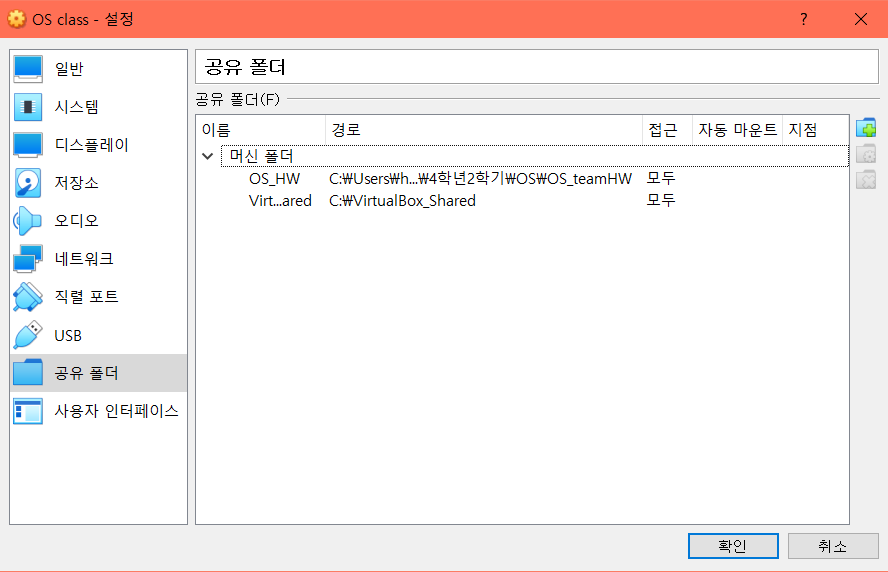 OS class - 설정
?
일반
시스템
디스플레이
저장소
오디오
네트워크
직렬 포트
USB
공유 폴더
사용자 인터페이스
공유 폴더
공유 폴더(F)
이름 경로 접근 자동 마운트 지점
머신 폴더
OS_HW C:₩Users₩h...₩4학년2학기₩OS₩OS_teamHW 모두
Virt...ared C:₩VirtualBox_Shared 모두
확인 취소